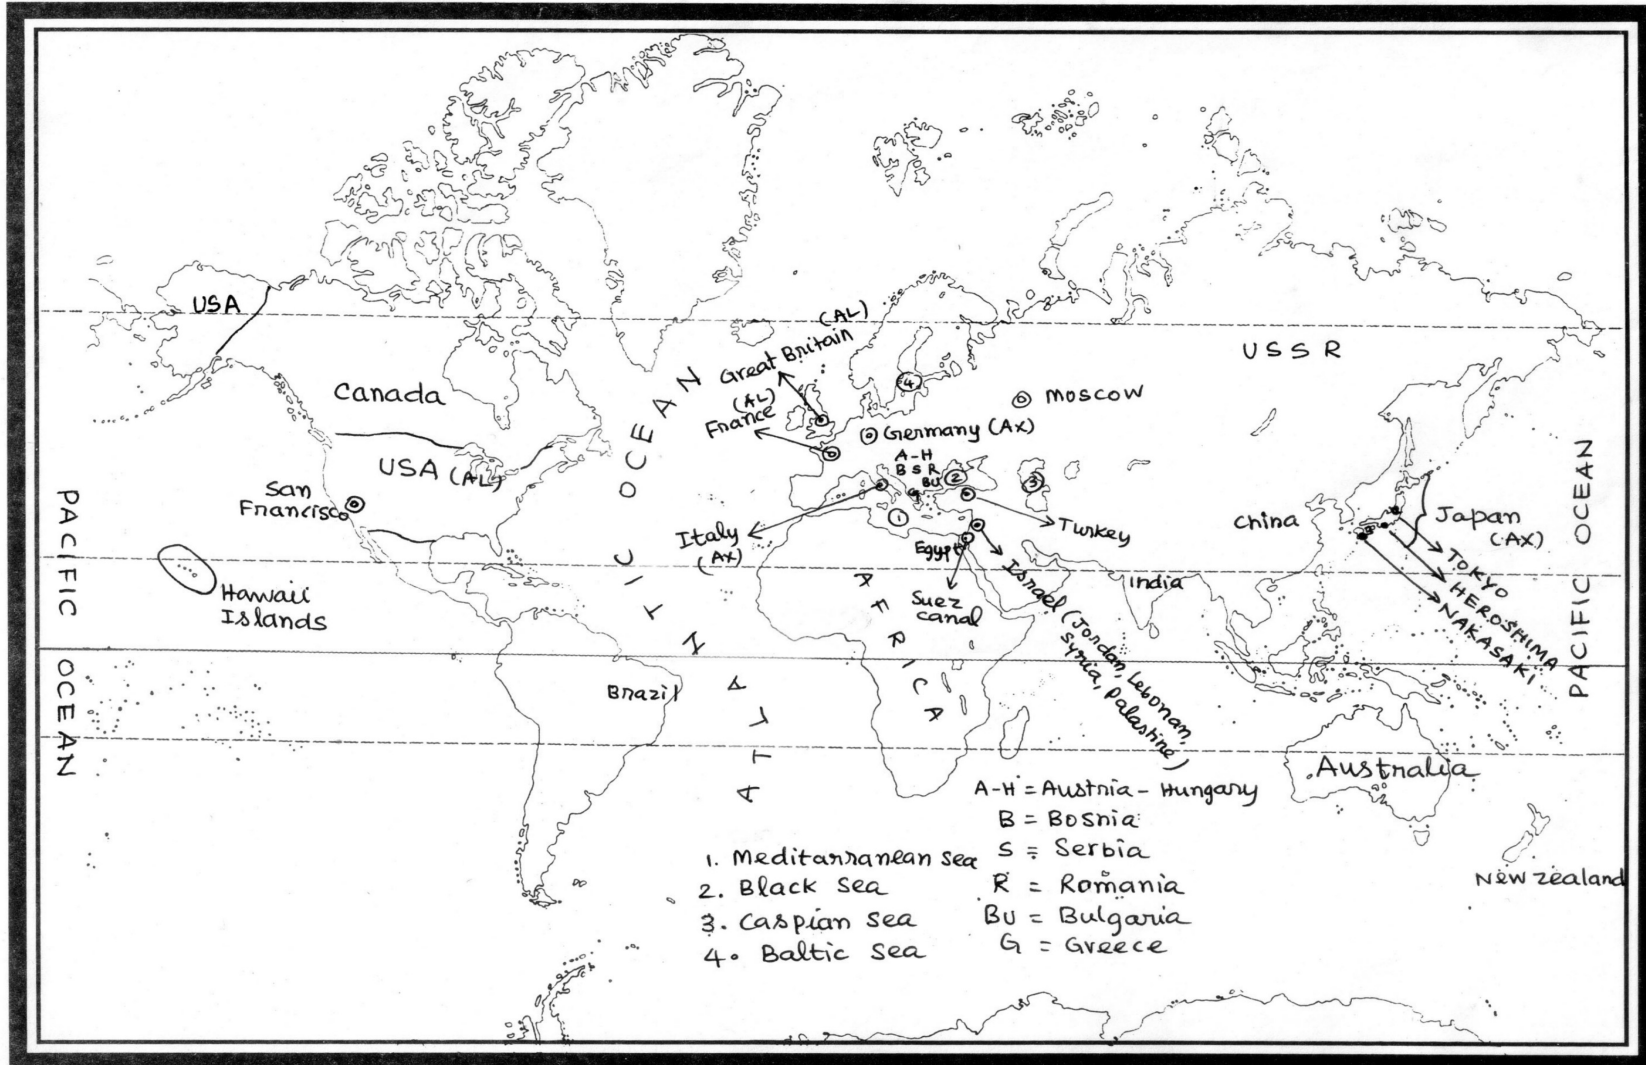 USA
Canada
USA (AL)
San
Francisco
Hawaii
Islands
PACIFIC OCEAN
ATALNTIC OCEAN
(AL)
Great Britain
(AL)
France
Germany (AX)
A-H
B S R
BU
G
1
2
3
4
Italy
(AX)
Turkey
Egypt
Suez
canal
Israel (Jordan, Lebonam,
Syria, Palastine)
AFRICA
Brazil
USSR
MOSCOW
China
India
Japan
(AX)
TOKYO
HEROSHIMA
NAKASAKI
PACIFIC OCEAN
Australia
New Zealand
1. Meditarranean Sea
2. Black Sea
3. Caspian Sea
4. Baltic Sea
A-H = Austria - Hungary
B = Bosnia
S = Serbia
R = Romania
BU = Bulgaria
G = Greece